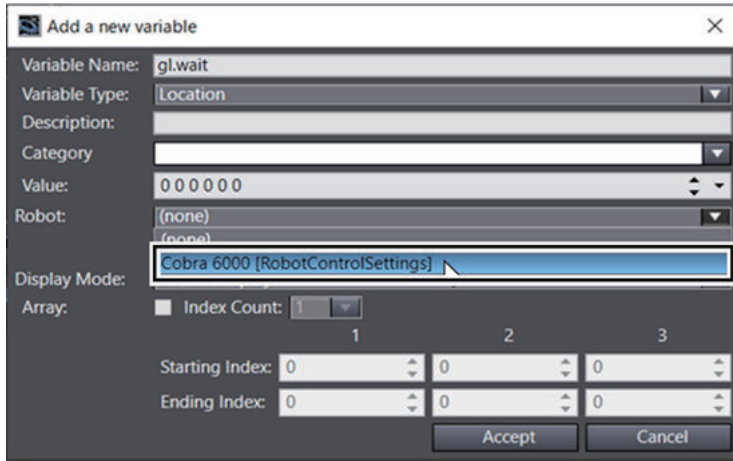 Add a new variable
Variable Name: gl.wait
Variable Type: Location
Description:
Category
Value: 0 0 0 0 0 0
Robot: (none)
(none)
Cobra 6000 [RobotControlSettings]
Display Mode:
Array: Index Count: 1
1 2 3
Starting Index: 0 0 0
Ending Index: 0 0 0
Accept Cancel